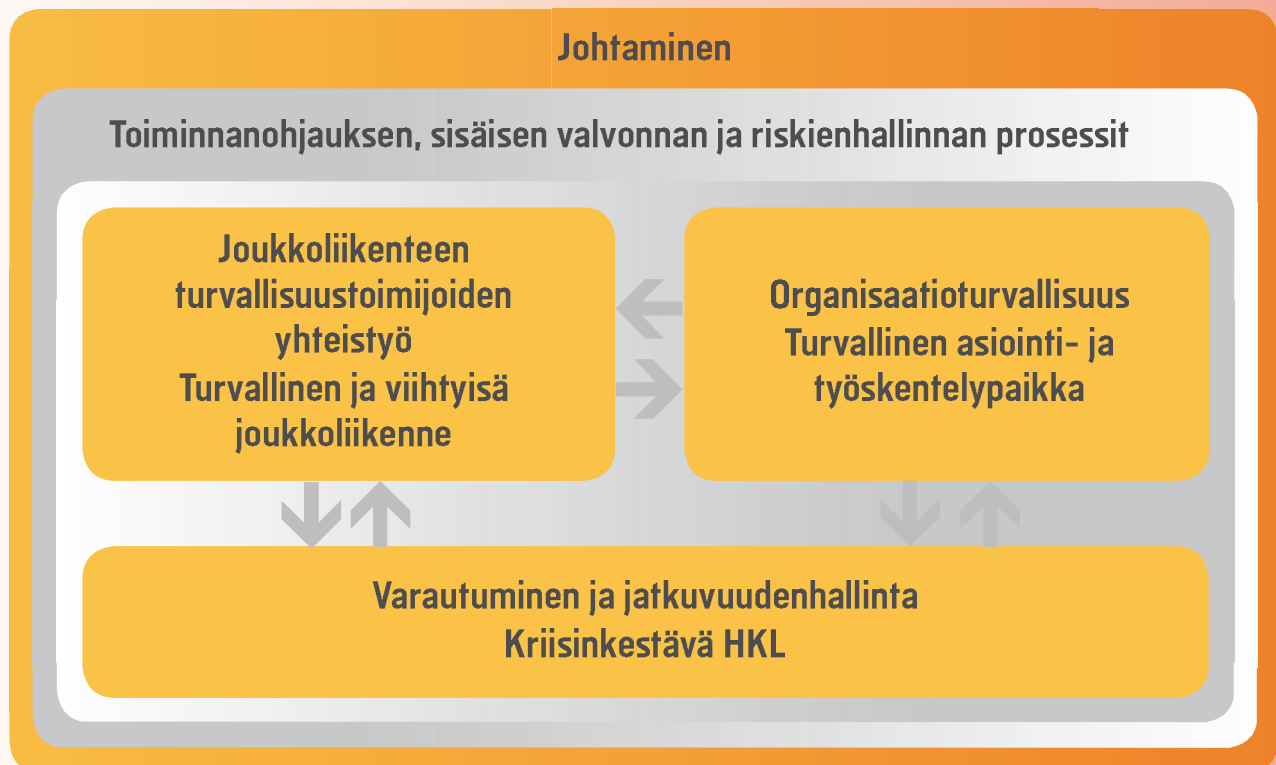 Johtaminen
Toiminnanohjauksen, sisäisen valvonnan ja riskienhallinnan prosessit
Joukkoliikenteen
turvallisuustoimijoiden
yhteistyö
Turvallinen ja viihtyisä
joukkoliikenne
Organisaatioturvallisuus
Turvallinen asiointi- ja
työskentelypaikka
Varautuminen ja jatkuvuudenhallinta
Kriisinkestävä HKL